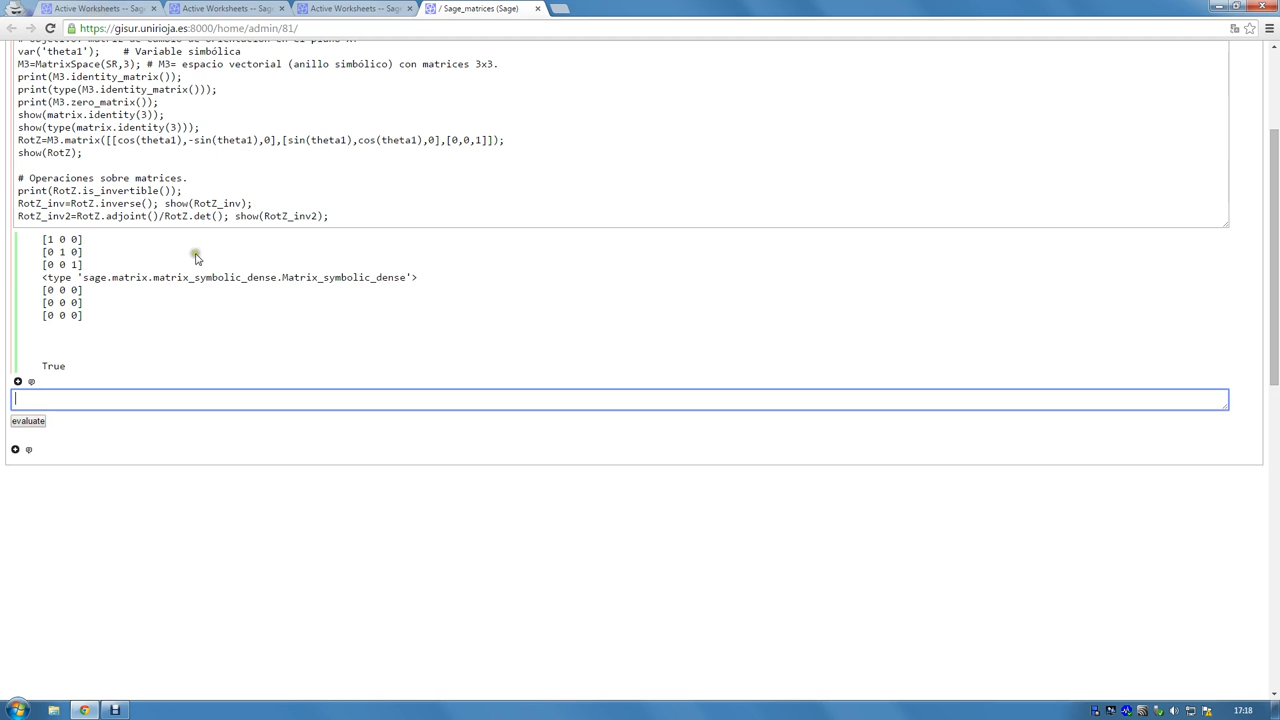 Active Worksheets -- Sag
Active Worksheets -- Sag
Active Worksheets -- Sag
/ Sage_matrices (Sage)
https://gisur.unirioja.es:8000/home/admin/81/
var('theta1');    # Variable simbólica
M3=MatrixSpace(SR,3); # M3= espacio vectorial (anillo simbólico) con matrices 3x3.
print(M3.identity_matrix());
print(type(M3.identity_matrix()));
print(M3.zero_matrix());
show(matrix.identity(3));
show(type(matrix.identity(3)));
RotZ=M3.matrix([[cos(theta1),-sin(theta1),0],[sin(theta1),cos(theta1),0],[0,0,1]]);
show(RotZ);
# Operaciones sobre matrices.
print(RotZ.is_invertible());
RotZ_inv=RotZ.inverse(); show(RotZ_inv);
RotZ_inv2=RotZ.adjoint()/RotZ.det(); show(RotZ_inv2);
[1 0 0]
[0 1 0]
[0 0 1]
<type 'sage.matrix.matrix_symbolic_dense.Matrix_symbolic_dense'>
[0 0 0]
[0 0 0]
[0 0 0]
True
evaluate
17:18